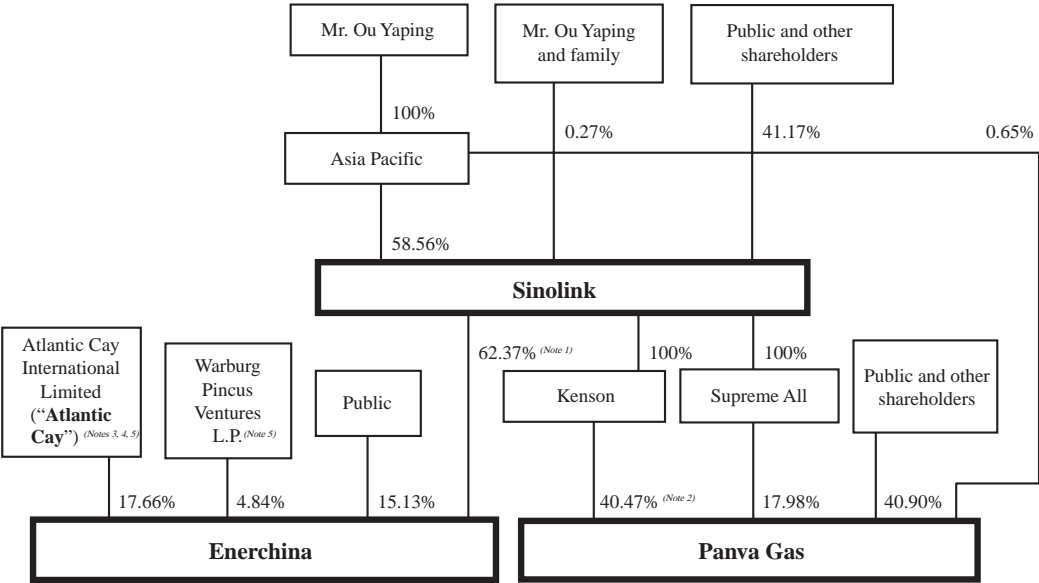 Mr. Ou Yaping
Mr. Ou Yaping
and family
Public and other
shareholders
100%
0.27%
41.17%
0.65%
Asia Pacific
58.56%
Sinolink
Atlantic Cay
International
Limited
(“Atlantic
Cay”) (Notes 3, 4, 5)
Warburg
Pincus
Ventures
L.P. (Note 5)
Public
62.37% (Note 1)
100%
100%
Kenson
Supreme All
Public and other
shareholders
17.66%
4.84%
15.13%
40.47% (Note 2)
17.98%
40.90%
Enerchina
Panva Gas